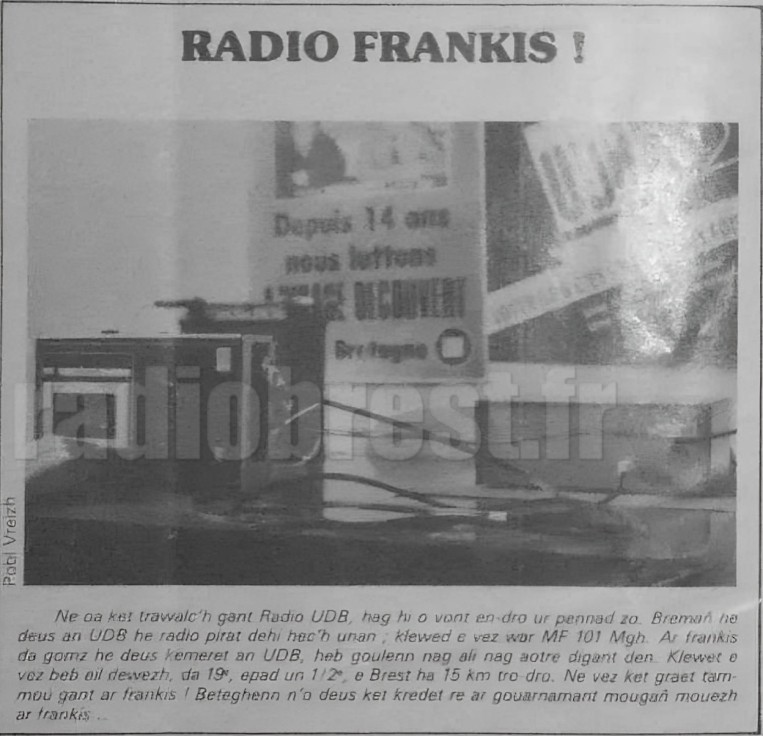 RADIO FRANKIS !
Depuis 14 ans
nous luttons
A VISAGE DECOUVERT
Bretagne
radiobrest.fr
Pobl Vreizh
Ne oa ket trawalc'h gant Radio UDB, hag hi o vont en-dro ur pennad zo. Bremañ he
deus an UDB he radio pirat dehi hec'h unan ; klewed e vez war MF 101 Mgh. Ar frankis
da gomz he deus kemeret an UDB, heb goulenn nag ali nag aotre digant den. Klewet e
vez beb eil dewezh, da 19e, epad un 1/2e, e Brest ha 15 km tro-dro. Ne vez ket graet tam-
mou gant ar frankis ! Beteghenn n'o deus ket kredet re ar gouarnamant mougañ mouezh
ar frankis ...